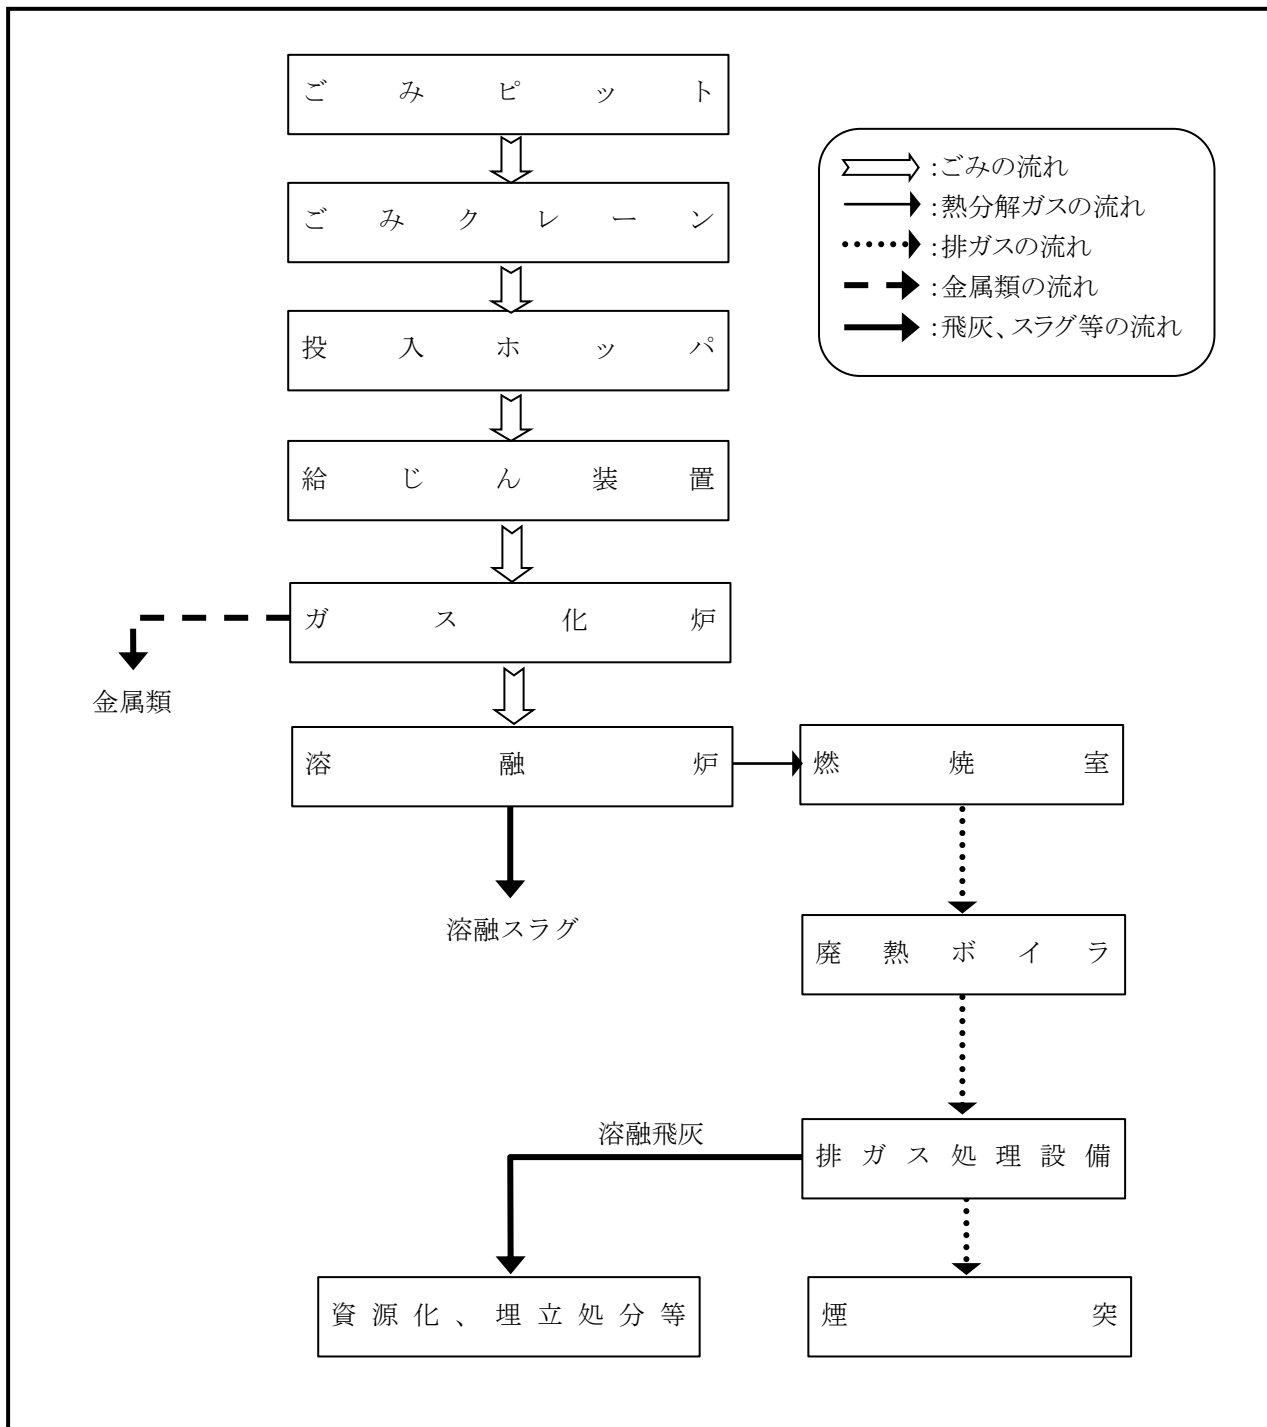 ごみピット
ごみクレーン
投入ホッパ
給じん装置
ガス化炉
金属類
溶融炉
燃焼室
溶融スラグ
廃熱ボイラ
溶融飛灰
排ガス処理設備
資源化、埋立処分等
煙突
:ごみの流れ
:熱分解ガスの流れ
:排ガスの流れ
:金属類の流れ
:飛灰、スラグ等の流れ